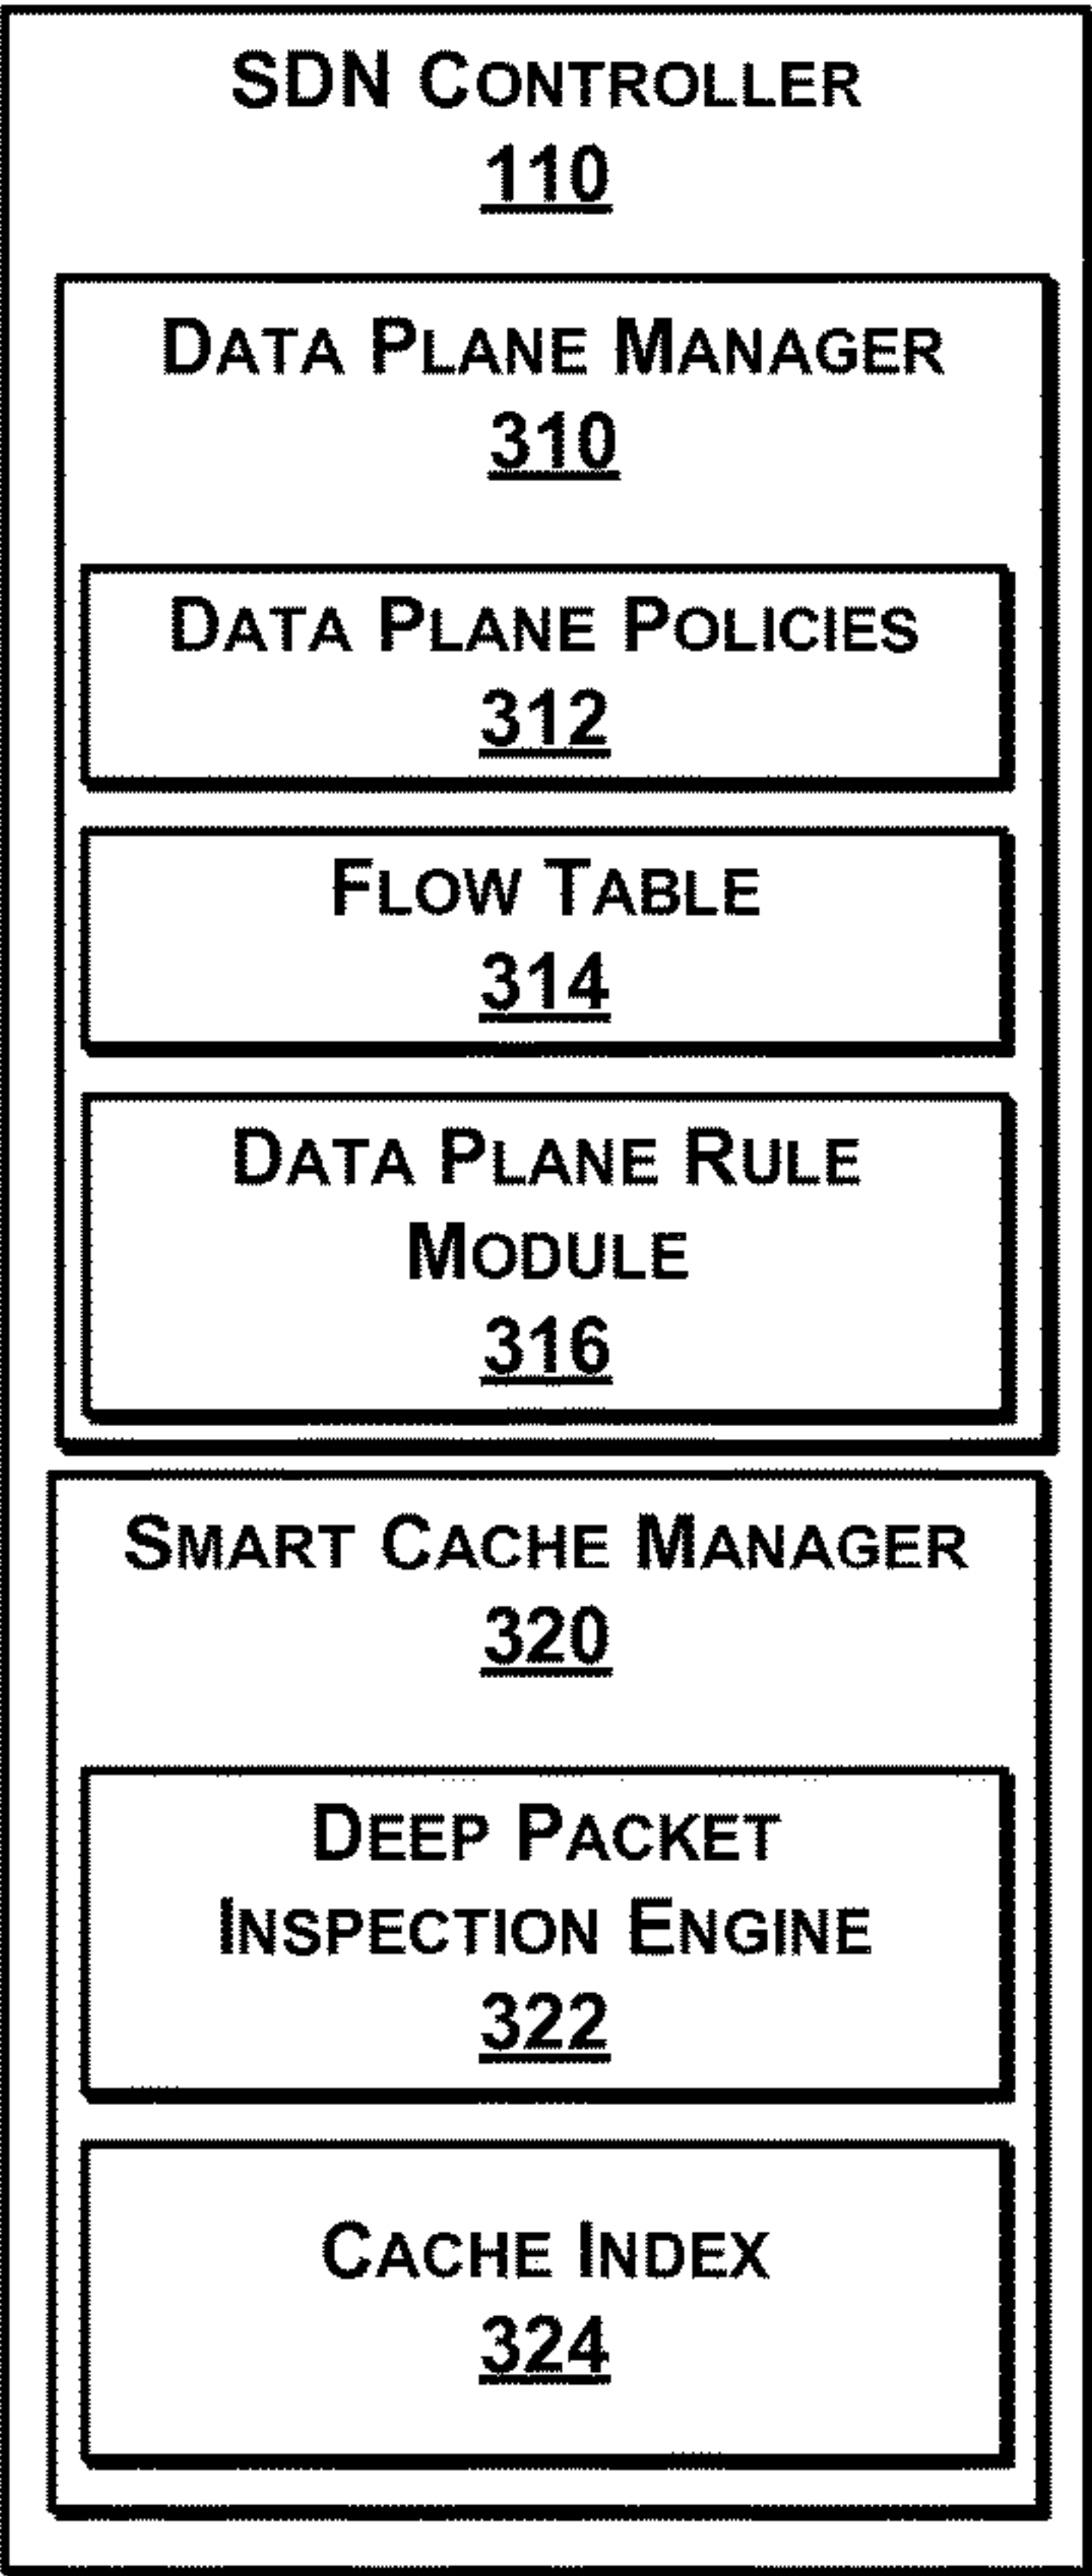 SDN CONTROLLER
110
DATA PLANE MANAGER
310
DATA PLANE POLICIES
312
FLOW TABLE
314
DATA PLANE RULE
MODULE
316
SMART CACHE MANAGER
320
DEEP PACKET
INSPECTION ENGINE
322
CACHE INDEX
324